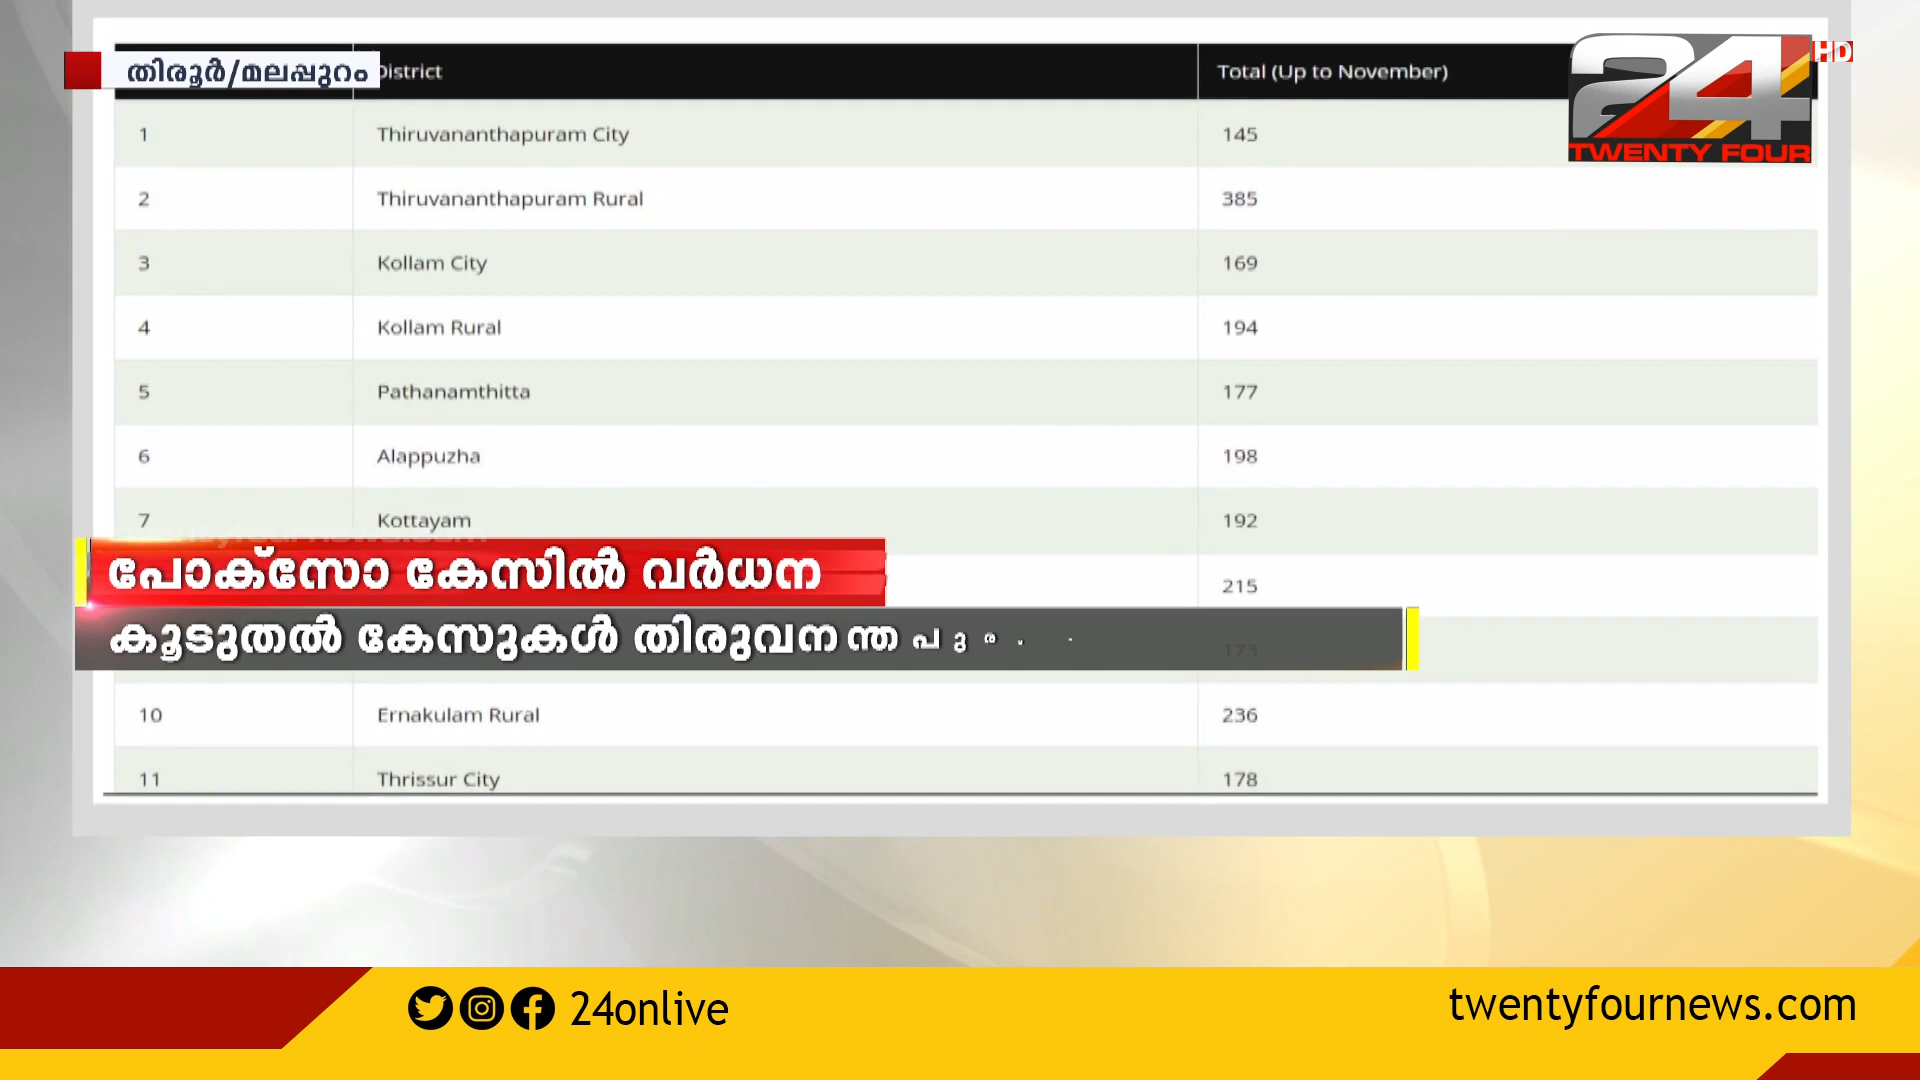 തിരൂർ/മലപ്പുറം
District Total (Up to November)
24 HD
TWENTY FOUR
1 Thiruvananthapuram City 145
2 Thiruvananthapuram Rural 385
3 Kollam City 169
4 Kollam Rural 194
5 Pathanamthitta 177
6 Alappuzha 198
7 Kottayam 192
215
പോക്സോ കേസിൽ വർധന
കൂടുതൽ കേസുകൾ തിരുവനന്തപുര
173
10 Ernakulam Rural 236
11 Thrissur City 178
24onlive
twentyfournews.com